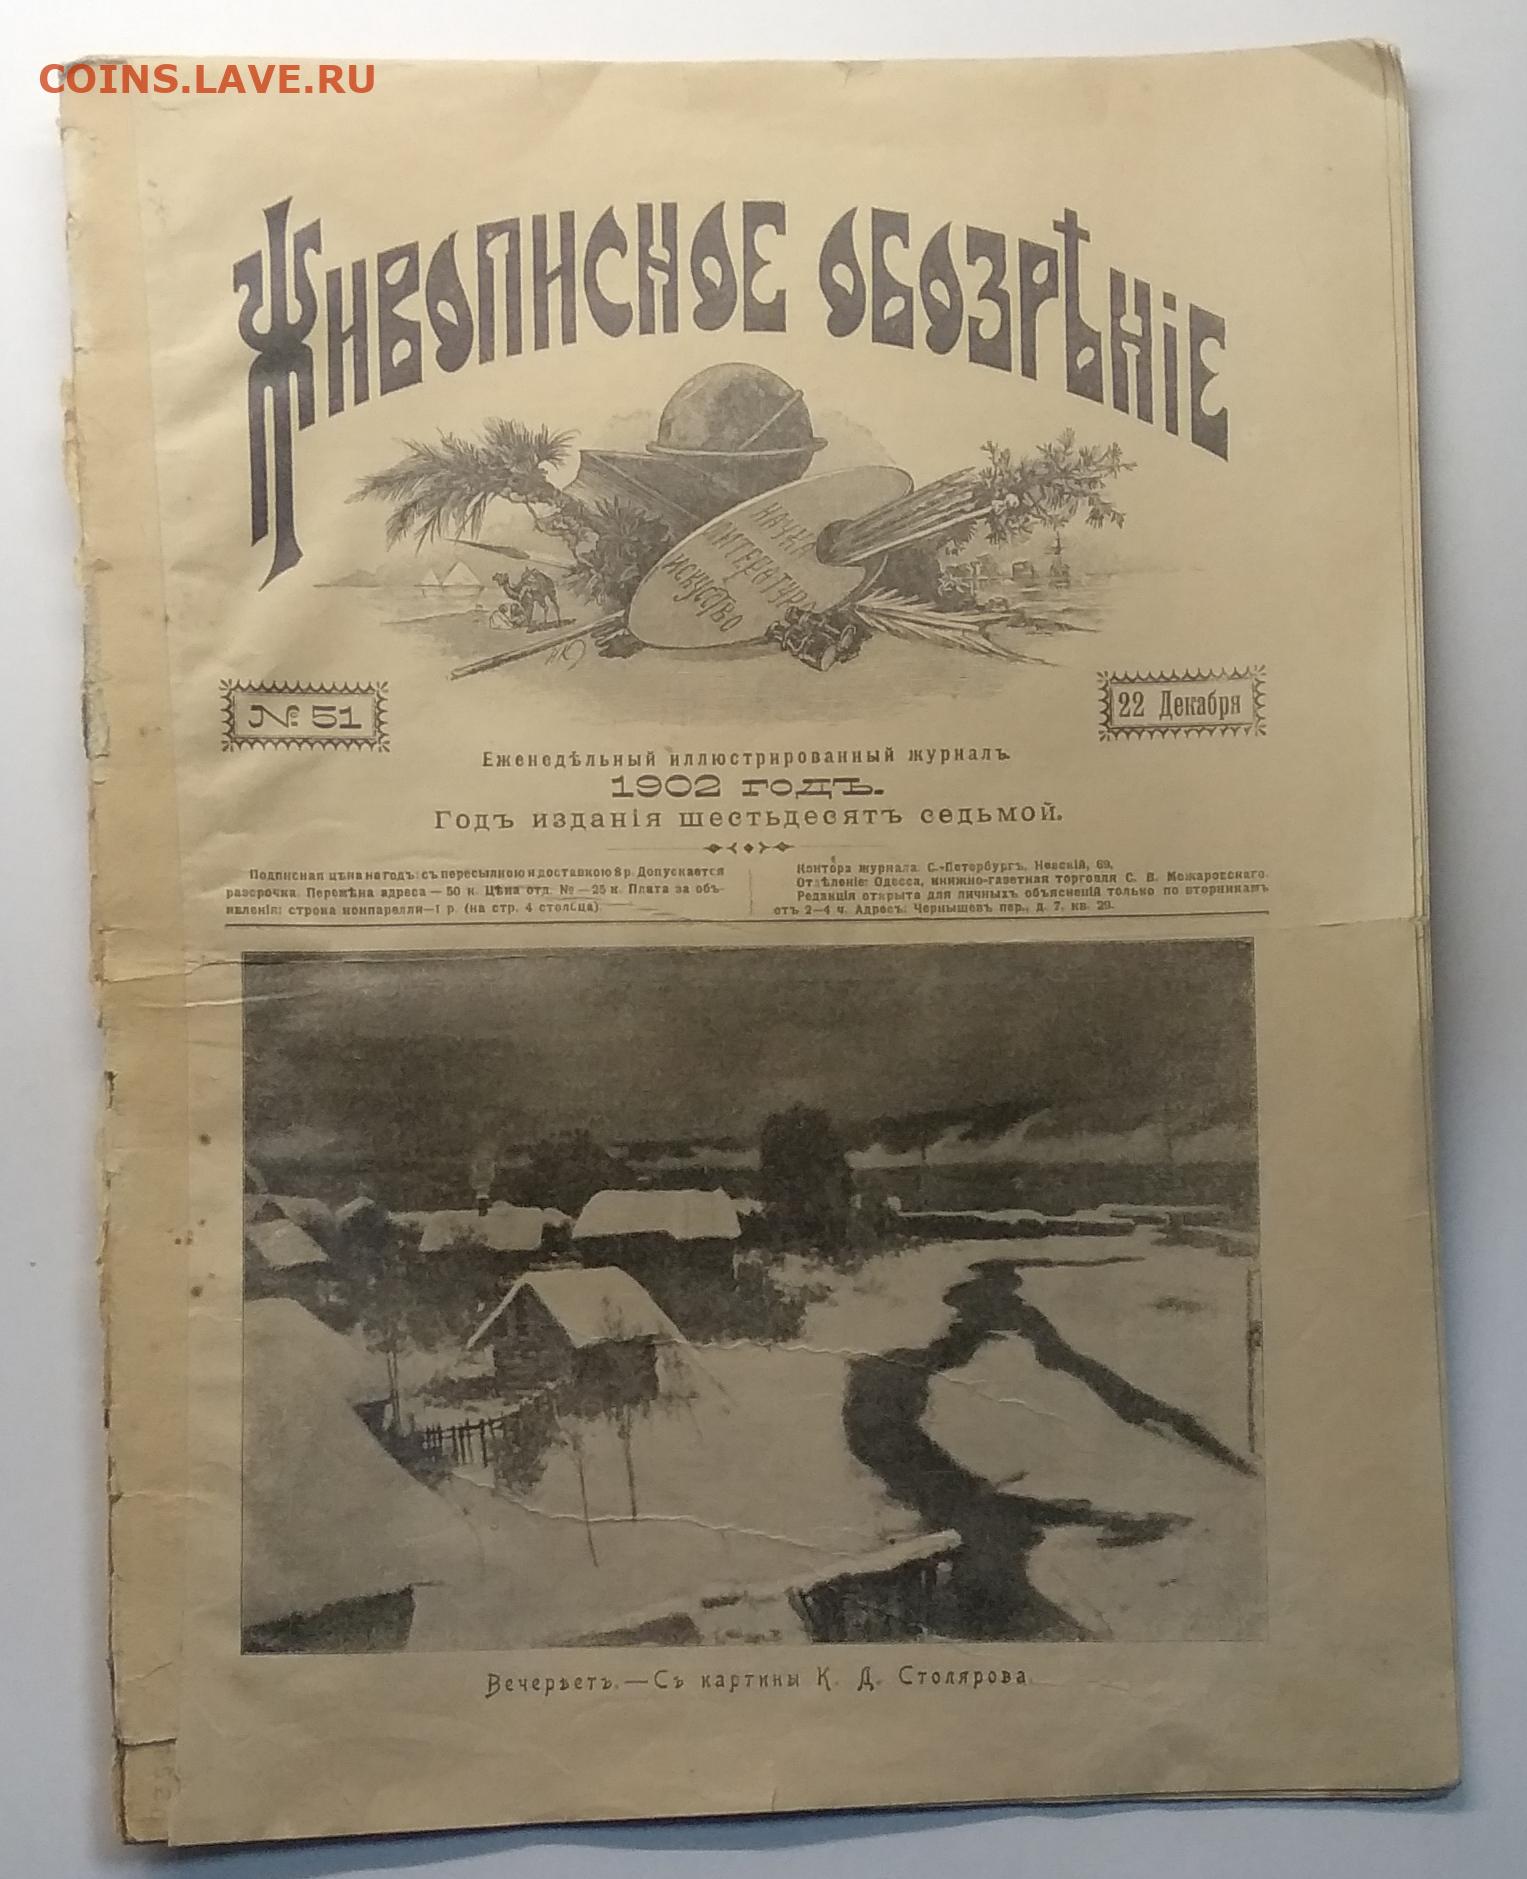 COINS.LAVE.RU
Живописное обозрѣніе
НАУКА
ЛИТЕРАТУРА
ИСКУССТВО
№ 51
22 Декабря
Еженедѣльный иллюстрированный журналъ.
1902 годъ.
Годъ изданія шестьдесятъ седьмой.
Подписная цѣна на годъ: съ пересылкою и доставкою 8 р. Допускается
разсрочка. Перемѣна адреса — 50 к. Цѣна отд. № — 25 к. Плата за объ-
явленія: строка нонпарелли — 1 р. (на стр. 4 столбца)
Контора журнала: С.-Петербургъ, Невскій, 69.
Отдѣленіе: Одесса, книжно-газетная торговля С. В. Можаровскаго.
Редакція открыта для личныхъ объясненій только по вторникамъ
отъ 2—4 ч. Адресъ: Чернышевъ пер., д. 7, кв. 29.
Вечерѣетъ. — Съ картины К. Д. Столярова.